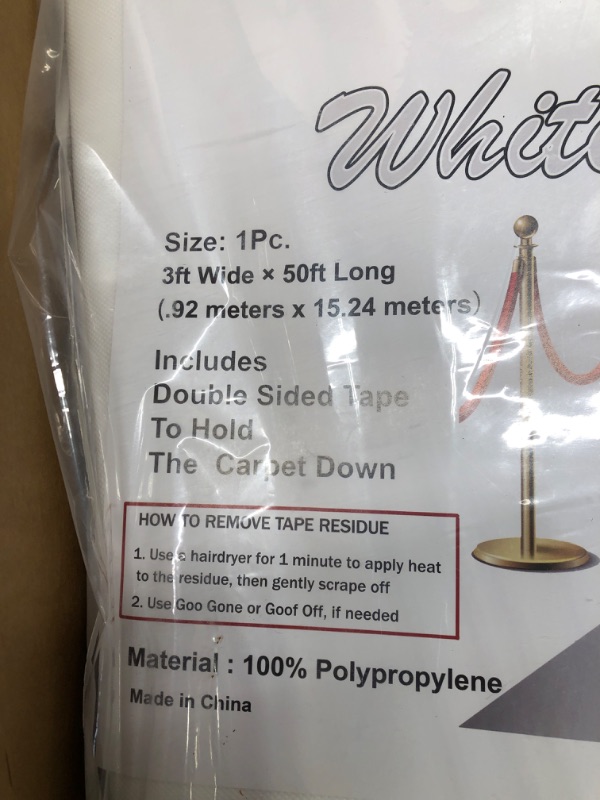 White
Size: 1Pc.
3ft Wide × 50ft Long
(.92 meters x 15.24 meters)
Includes
Double Sided Tape
To Hold
The Carpet Down
HOW TO REMOVE TAPE RESIDUE
1. Use a hairdryer for 1 minute to apply heat
to the residue, then gently scrape off
2. Use Goo Gone or Goof Off, if needed
Material : 100% Polypropylene
Made in China